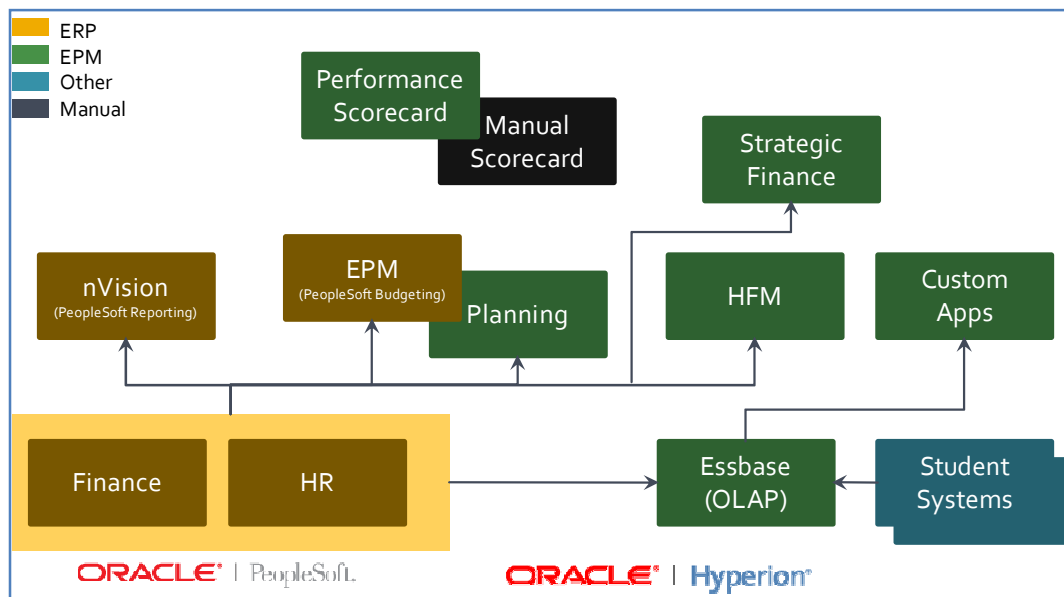 ERP
EPM
Other
Manual
Performance
Scorecard
Manual
Scorecard
Strategic
Finance
nVision
(PeopleSoft Reporting)
EPM
(PeopleSoft Budgeting)
Planning
HFM
Custom
Apps
Finance
HR
Essbase
(OLAP)
Student
Systems
ORACLE® | PeopleSoft.
ORACLE® | Hyperion®